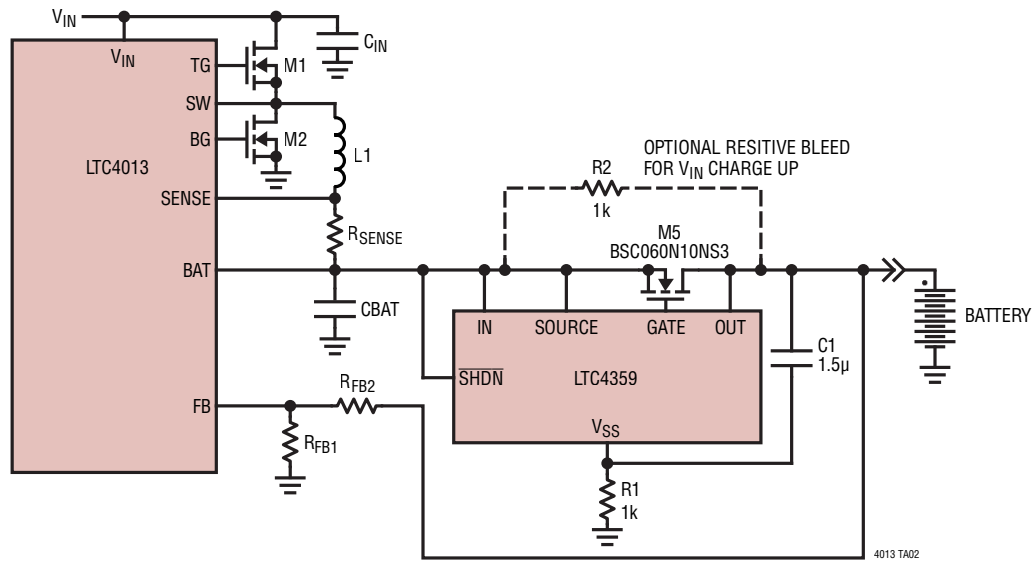 VIN
VIN
CIN
TG
M1
SW
BG
M2
LTC4013
L1
OPTIONAL RESITIVE BLEED
FOR VIN CHARGE UP
R2
1k
SENSE
RSENSE
M5
BSC060N10NS3
BAT
CBAT
IN
SOURCE
GATE
OUT
BATTERY
C1
1.5µ
SHDN
LTC4359
RFB2
FB
VSS
RFB1
R1
1k
4013 TA02